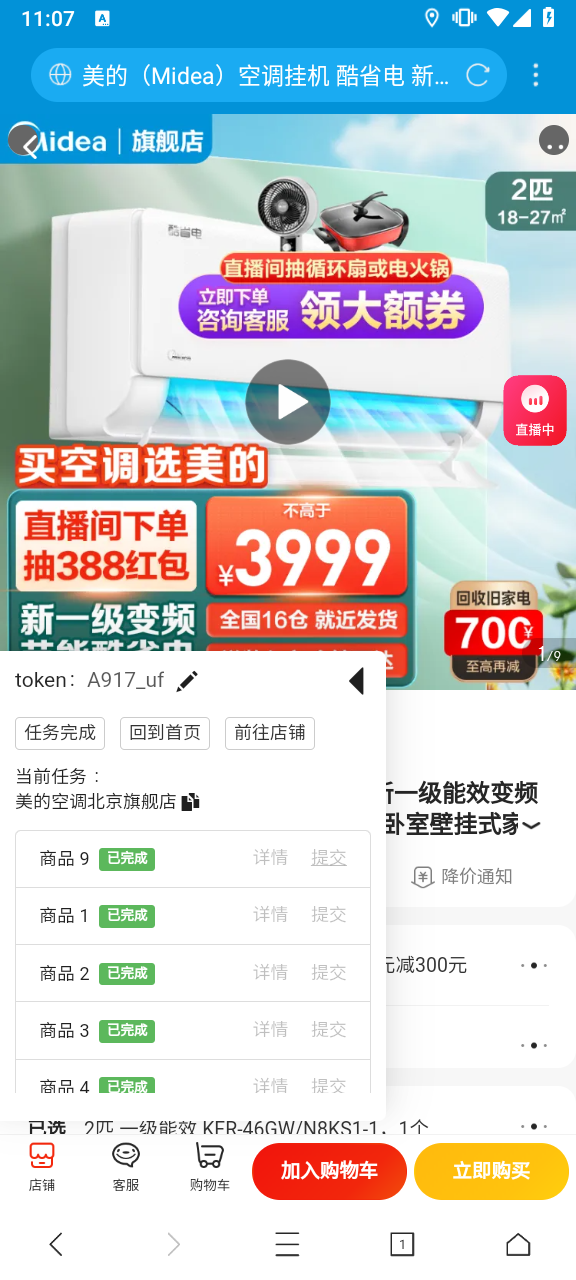 11:07
A
美的（Midea）空调挂机 酷省电 新...
Midea 旗舰店
2匹
18-27㎡
酷省电
直播间抽循环扇或电火锅
立即下单
咨询客服 领大额券
直播中
买空调选美的
直播间下单
抽388红包
不高于
¥3999
新一级变频
全国16仓 就近发货
节能酷省电
回收旧家电
700
¥
至高再减
1/9
token： A917_uf
任务完成 回到首页 前往店铺
当前任务：
美的空调北京旗舰店
新一级能效变频
卧室壁挂式家
降价通知
商品 9 已完成 详情 提交
商品 1 已完成 详情 提交
元减300元
商品 2 已完成 详情 提交
商品 3 已完成 详情 提交
商品 4 已完成 详情 提交
已选 2匹 一级能效 KFR-46GW/N8KS1-1，1个
店铺 客服 购物车 加入购物车 立即购买
1